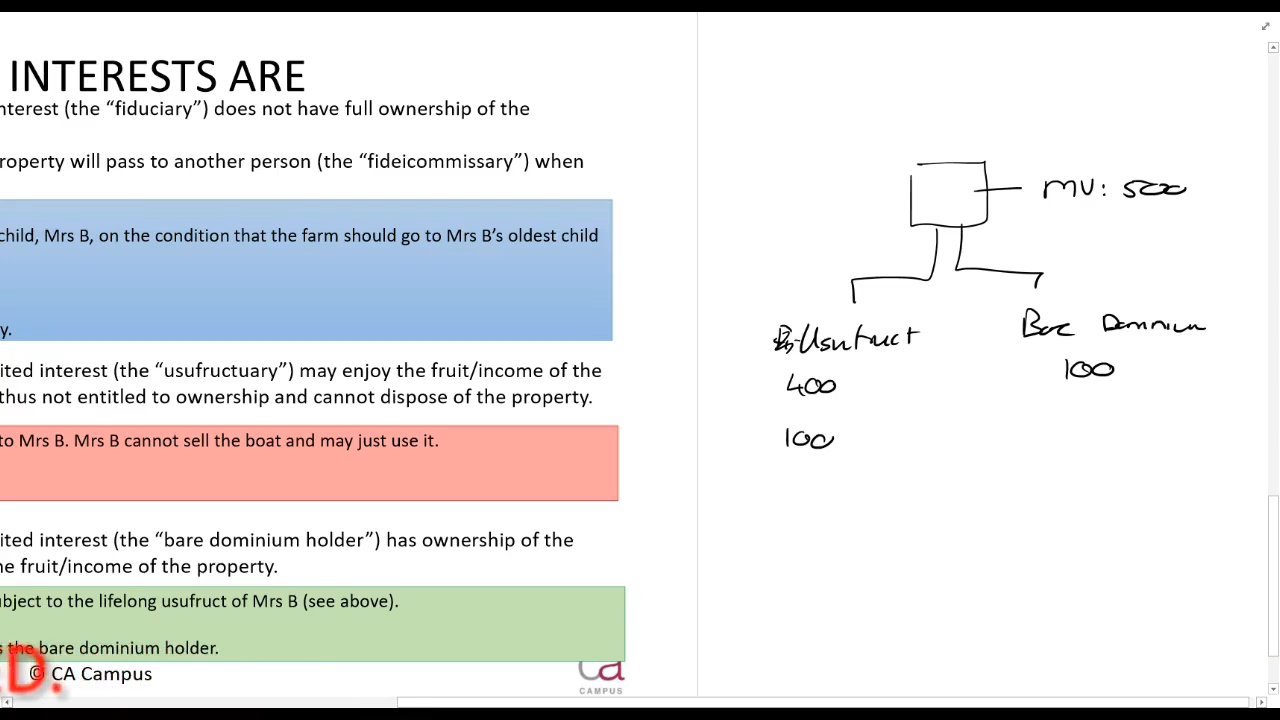 INTERESTS ARE
nterest (the “fiduciary”) does not have full ownership of the
roperty will pass to another person (the “fideicommissary”) when
child, Mrs B, on the condition that the farm should go to Mrs B’s oldest child
y.
ited interest (the “usufructuary”) may enjoy the fruit/income of the
thus not entitled to ownership and cannot dispose of the property.
to Mrs B. Mrs B cannot sell the boat and may just use it.
ited interest (the “bare dominium holder”) has ownership of the
he fruit/income of the property.
ubject to the lifelong usufruct of Mrs B (see above).
s the bare dominium holder.
D.
© CA Campus
ca
CAMPUS
MV: 500
Usufruct
Bare Dominium
400
100
100